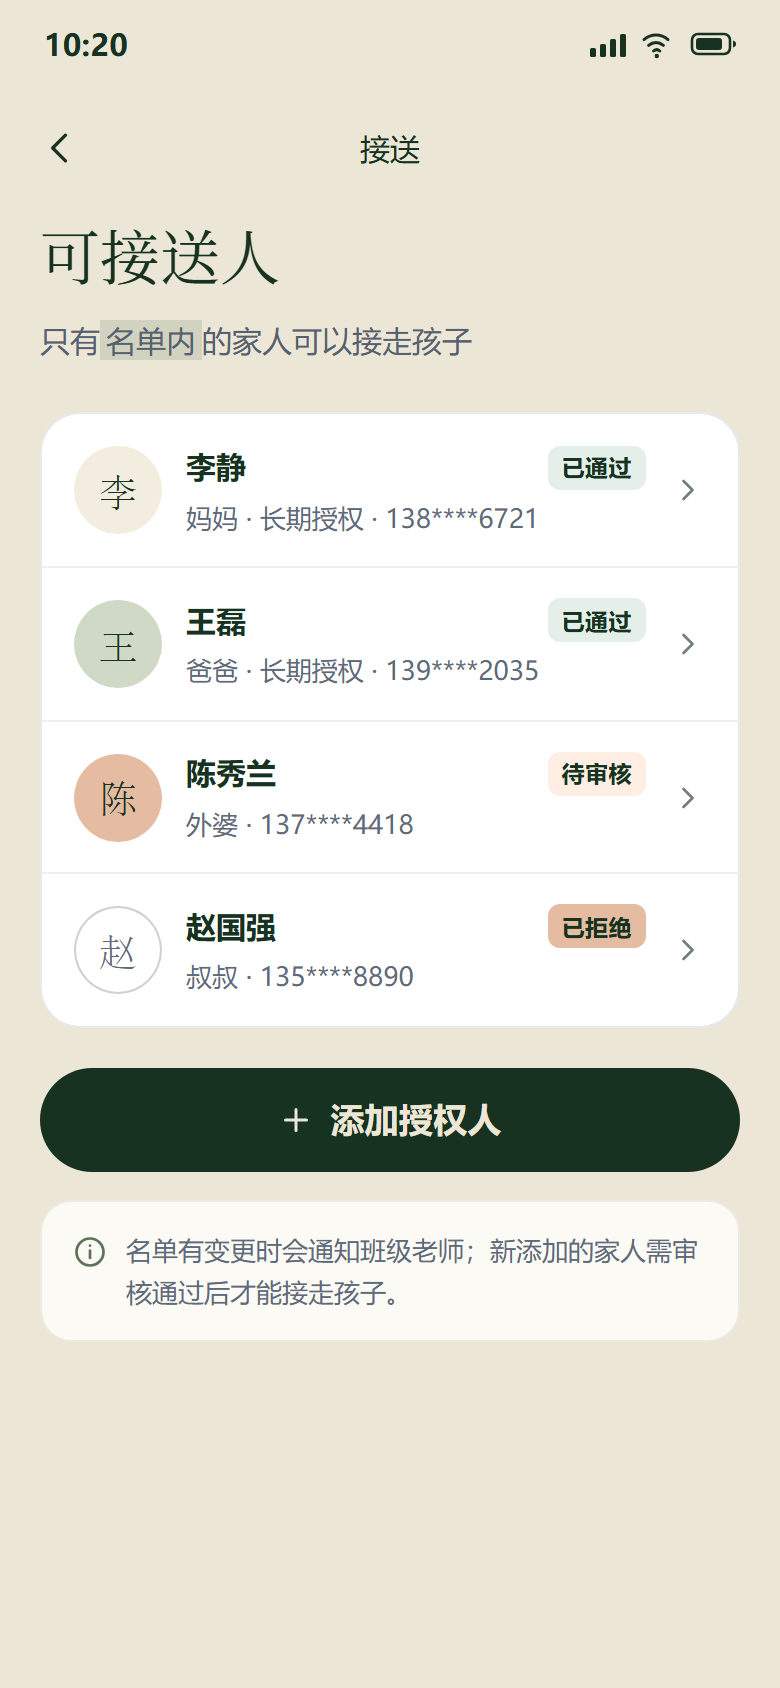 10:20
接送
可接送人
只有名单内的家人可以接走孩子
李
李静
已通过
妈妈 · 长期授权 · 138****6721
王
王磊
已通过
爸爸 · 长期授权 · 139****2035
陈
陈秀兰
待审核
外婆 · 137****4418
赵
赵国强
已拒绝
叔叔 · 135****8890
添加授权人
名单有变更时会通知班级老师；新添加的家人需审
核通过后才能接走孩子。